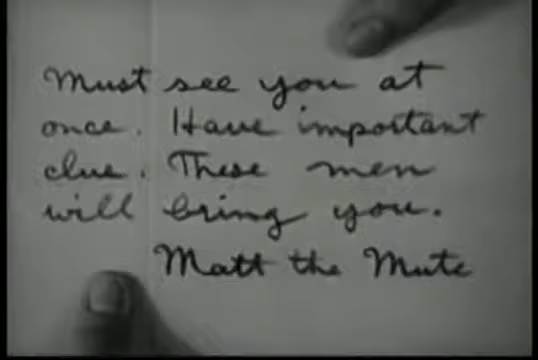 Must see you at
once. Have important
clue. These men
will bring you.
Matt the Mute